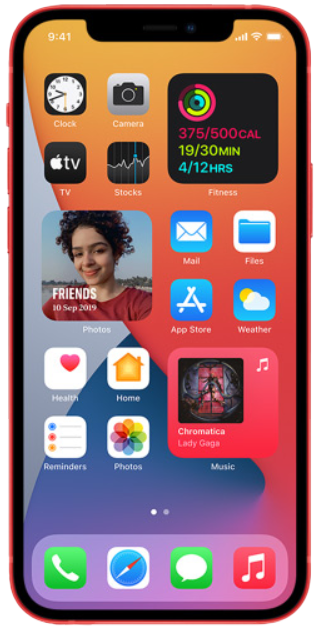 9:41
Clock
Camera
375/500CAL
19/30MIN
4/12HRS
tv
TV
Stocks
Fitness
FRIENDS
10 Sep 2019
Mail
Files
Photos
App Store
Weather
Health
Home
Chromatica
Lady Gaga
Reminders
Photos
Music